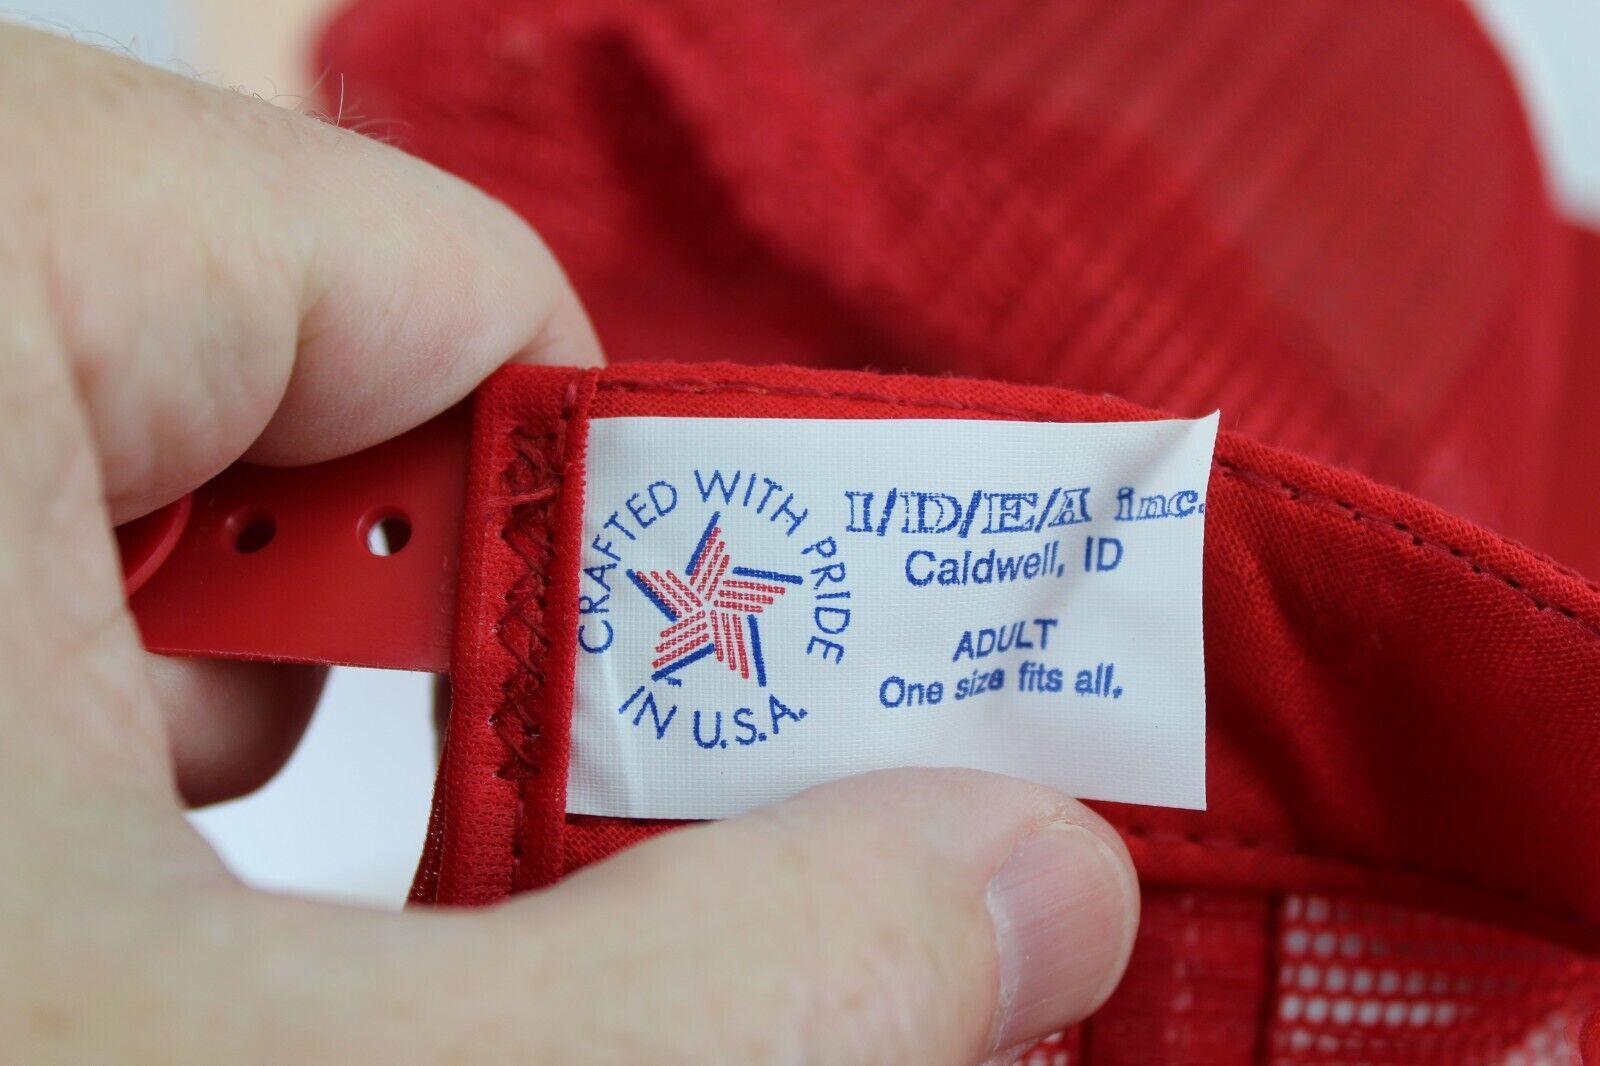 CRAFTED WITH PRIDE
IN U.S.A.
I/D/E/A inc.
Caldwell, ID
ADULT
One size fits all.